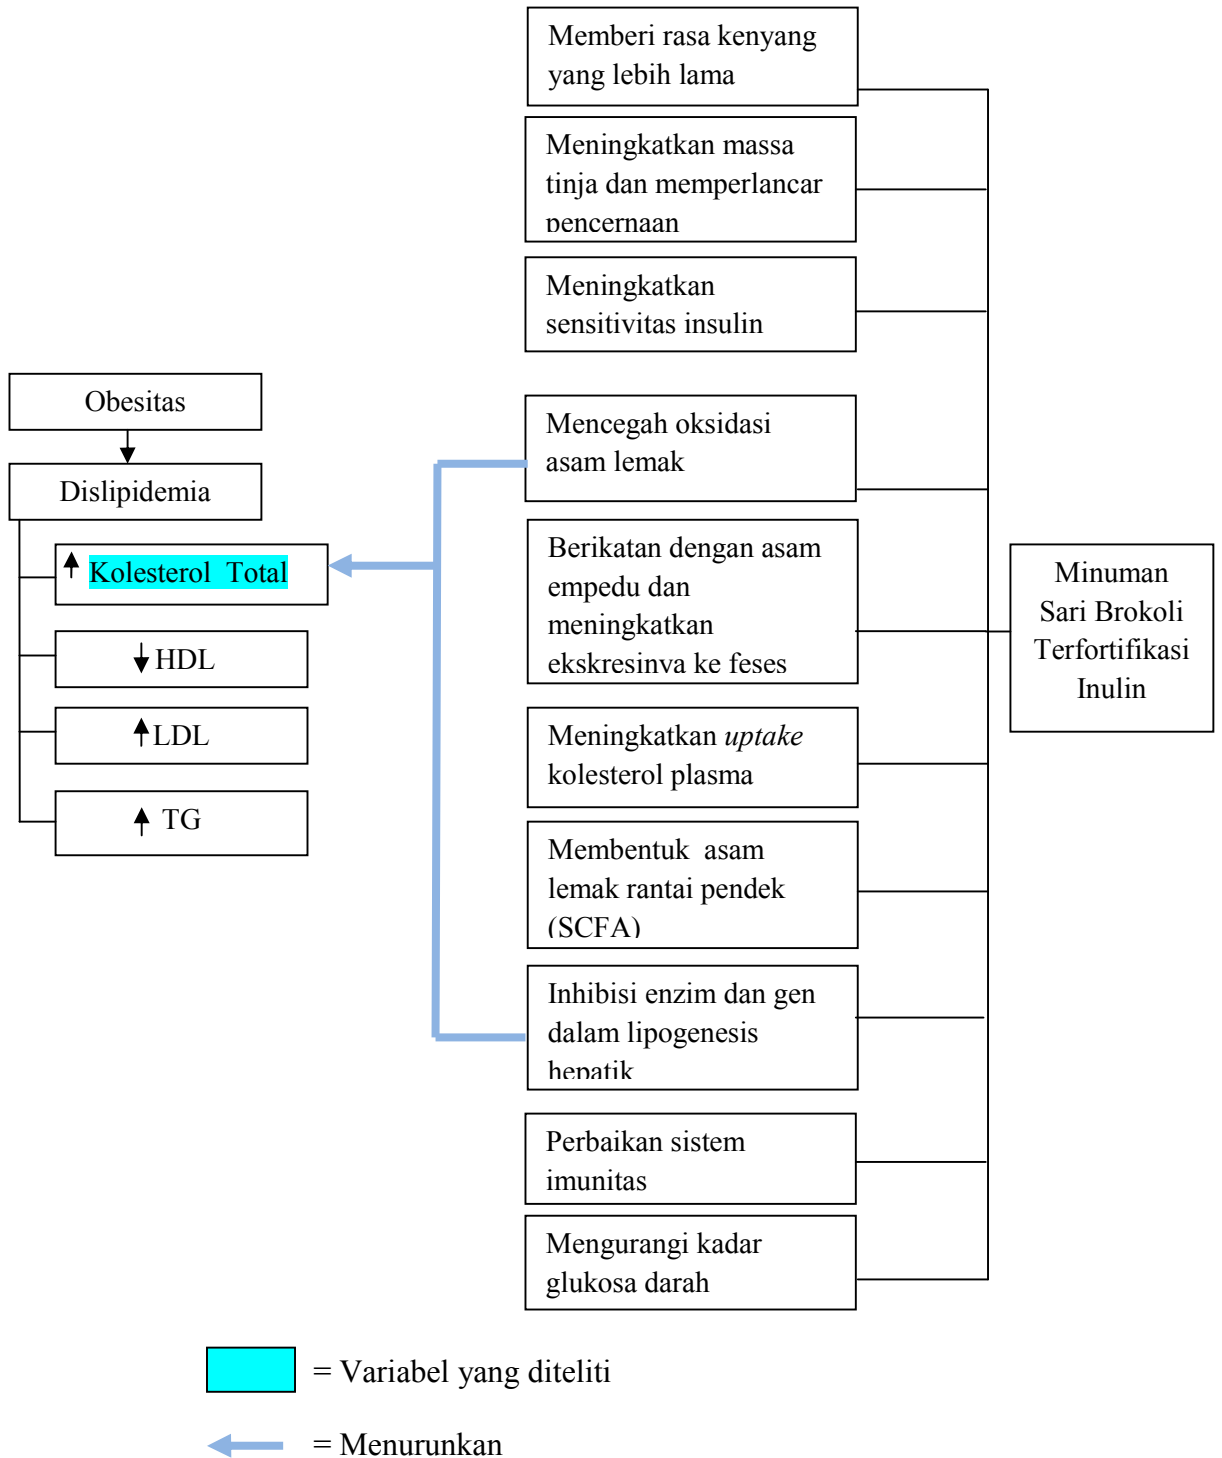 Memberi rasa kenyang
yang lebih lama
Meningkatkan massa
tinja dan memperlancar
pencernaan
Meningkatkan
sensitivitas insulin
Obesitas
Dislipidemia
Kolesterol Total
HDL
LDL
TG
Mencegah oksidasi
asam lemak
Berikatan dengan asam
empedu dan
meningkatkan
ekskresinya ke feses
Meningkatkan uptake
kolesterol plasma
Membentuk asam
lemak rantai pendek
(SCFA)
Inhibisi enzim dan gen
dalam lipogenesis
hepatik
Perbaikan sistem
imunitas
Mengurangi kadar
glukosa darah
Minuman
Sari Brokoli
Terfortifikasi
Inulin
= Variabel yang diteliti
= Menurunkan